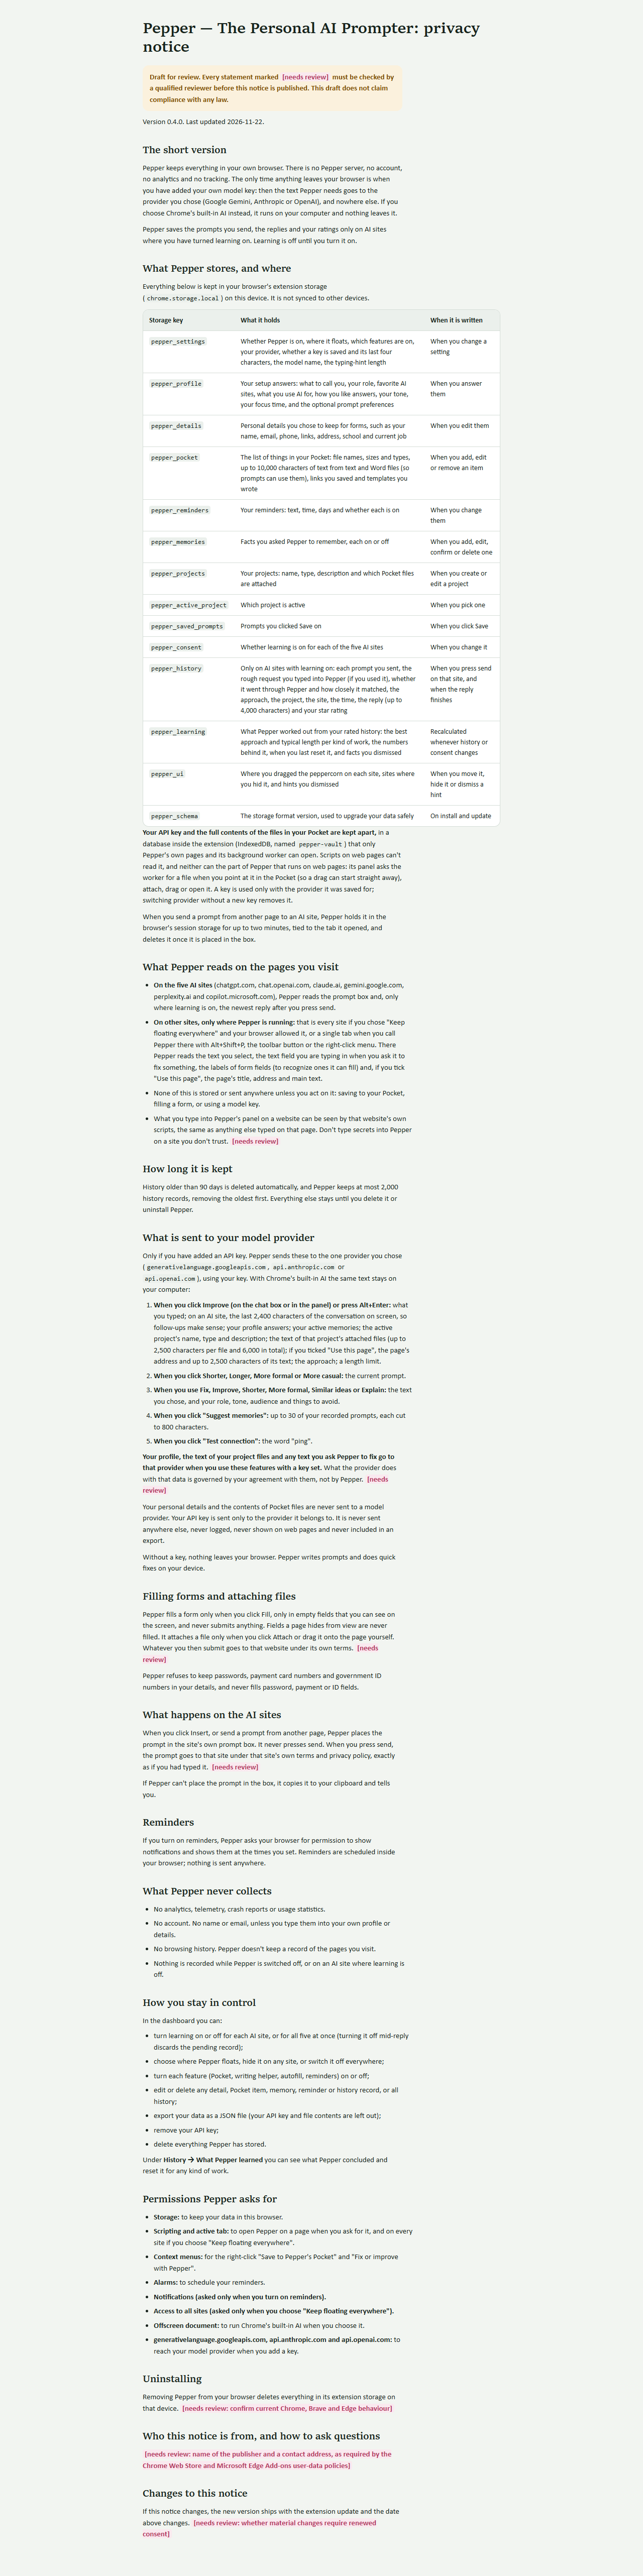 Pepper — The Personal AI Prompter: privacy
notice
Draft for review. Every statement marked [needs review] must be checked by
a qualified reviewer before this notice is published. This draft does not claim
compliance with any law.
Version 0.4.0. Last updated 2026-11-22.
The short version
Pepper keeps everything in your own browser. There is no Pepper server, no account,
no analytics and no tracking. The only time anything leaves your browser is when
you have added your own model key: then the text Pepper needs goes to the
provider you chose (Google Gemini, Anthropic or OpenAI), and nowhere else. If you
choose Chrome's built-in AI instead, it runs on your computer and nothing leaves it.
Pepper saves the prompts you send, the replies and your ratings only on AI sites
where you have turned learning on. Learning is off until you turn it on.
What Pepper stores, and where
Everything below is kept in your browser's extension storage
( chrome.storage.local ) on this device. It is not synced to other devices.
Storage key What it holds When it is written
pepper_settings Whether Pepper is on, where it floats, which features are on, When you change a
your provider, whether a key is saved and its last four setting
characters, the model name, the typing-hint length
pepper_profile Your setup answers: what to call you, your role, favorite AI When you answer
sites, what you use AI for, how you like answers, your tone, them
your focus time, and the optional prompt preferences
pepper_details Personal details you chose to keep for forms, such as your When you edit them
name, email, phone, links, address, school and current job
pepper_pocket The list of things in your Pocket: file names, sizes and types, When you add, edit
up to 10,000 characters of text from text and Word files (so or remove an item
prompts can use them), links you saved and templates you
wrote
pepper_reminders Your reminders: text, time, days and whether each is on When you change
them
pepper_memories Facts you asked Pepper to remember, each on or off When you add, edit,
confirm or delete one
pepper_projects Your projects: name, type, description and which Pocket files When you create or
are attached edit a project
pepper_active_project Which project is active When you pick one
pepper_saved_prompts Prompts you clicked Save on When you click Save
pepper_consent Whether learning is on for each of the five AI sites When you change it
pepper_history Only on AI sites with learning on: each prompt you sent, the When you press send
rough request you typed into Pepper (if you used it), whether on that site, and
it went through Pepper and how closely it matched, the when the reply
approach, the project, the site, the time, the reply (up to finishes
4,000 characters) and your star rating
pepper_learning What Pepper worked out from your rated history: the best Recalculated
approach and typical length per kind of work, the numbers whenever history or
behind it, when you last reset it, and facts you dismissed consent changes
pepper_ui Where you dragged the peppercorn on each site, sites where When you move it,
you hid it, and hints you dismissed hide it or dismiss a
hint
pepper_schema The storage format version, used to upgrade your data safely On install and update
Your API key and the full contents of the files in your Pocket are kept apart, in a
database inside the extension (IndexedDB, named pepper-vault ) that only
Pepper's own pages and its background worker can open. Scripts on web pages can't
read it, and neither can the part of Pepper that runs on web pages: its panel asks the
worker for a file when you point at it in the Pocket (so a drag can start straight away),
attach, drag or open it. A key is used only with the provider it was saved for;
switching provider without a new key removes it.
When you send a prompt from another page to an AI site, Pepper holds it in the
browser's session storage for up to two minutes, tied to the tab it opened, and
deletes it once it is placed in the box.
What Pepper reads on the pages you visit
• On the five AI sites (chatgpt.com, chat.openai.com, claude.ai, gemini.google.com,
perplexity.ai and copilot.microsoft.com), Pepper reads the prompt box and, only
where learning is on, the newest reply after you press send.
• On other sites, only where Pepper is running: that is every site if you chose "Keep
floating everywhere" and your browser allowed it, or a single tab when you call
Pepper there with Alt+Shift+P, the toolbar button or the right-click menu. There
Pepper reads the text you select, the text field you are typing in when you ask it to
fix something, the labels of form fields (to recognize ones it can fill) and, if you tick
"Use this page", the page's title, address and main text.
• None of this is stored or sent anywhere unless you act on it: saving to your Pocket,
filling a form, or using a model key.
• What you type into Pepper's panel on a website can be seen by that website's own
scripts, the same as anything else typed on that page. Don't type secrets into Pepper
on a site you don't trust. [needs review]
How long it is kept
History older than 90 days is deleted automatically, and Pepper keeps at most 2,000
history records, removing the oldest first. Everything else stays until you delete it or
uninstall Pepper.
What is sent to your model provider
Only if you have added an API key. Pepper sends these to the one provider you chose
( generativelanguage.googleapis.com , api.anthropic.com or
api.openai.com ), using your key. With Chrome's built-in AI the same text stays on
your computer:
1. When you click Improve (on the chat box or in the panel) or press Alt+Enter: what
you typed; on an AI site, the last 2,400 characters of the conversation on screen, so
follow-ups make sense; your profile answers; your active memories; the active
project's name, type and description; the text of that project's attached files (up to
2,500 characters per file and 6,000 in total); if you ticked "Use this page", the page's
address and up to 2,500 characters of its text; the approach; a length limit.
2. When you click Shorter, Longer, More formal or More casual: the current prompt.
3. When you use Fix, Improve, Shorter, More formal, Similar ideas or Explain: the text
you chose, and your role, tone, audience and things to avoid.
4. When you click "Suggest memories": up to 30 of your recorded prompts, each cut
to 800 characters.
5. When you click "Test connection": the word "ping".
Your profile, the text of your project files and any text you ask Pepper to fix go to
that provider when you use these features with a key set. What the provider does
with that data is governed by your agreement with them, not by Pepper. [needs
review]
Your personal details and the contents of Pocket files are never sent to a model
provider. Your API key is sent only to the provider it belongs to. It is never sent
anywhere else, never logged, never shown on web pages and never included in an
export.
Without a key, nothing leaves your browser. Pepper writes prompts and does quick
fixes on your device.
Filling forms and attaching files
Pepper fills a form only when you click Fill, only in empty fields that you can see on
the screen, and never submits anything. Fields a page hides from view are never
filled. It attaches a file only when you click Attach or drag it onto the page yourself.
Whatever you then submit goes to that website under its own terms. [needs
review]
Pepper refuses to keep passwords, payment card numbers and government ID
numbers in your details, and never fills password, payment or ID fields.
What happens on the AI sites
When you click Insert, or send a prompt from another page, Pepper places the
prompt in the site's own prompt box. It never presses send. When you press send,
the prompt goes to that site under that site's own terms and privacy policy, exactly
as if you had typed it. [needs review]
If Pepper can't place the prompt in the box, it copies it to your clipboard and tells
you.
Reminders
If you turn on reminders, Pepper asks your browser for permission to show
notifications and shows them at the times you set. Reminders are scheduled inside
your browser; nothing is sent anywhere.
What Pepper never collects
• No analytics, telemetry, crash reports or usage statistics.
• No account. No name or email, unless you type them into your own profile or
details.
• No browsing history. Pepper doesn't keep a record of the pages you visit.
• Nothing is recorded while Pepper is switched off, or on an AI site where learning is
off.
How you stay in control
In the dashboard you can:
• turn learning on or off for each AI site, or for all five at once (turning it off mid-reply
discards the pending record);
• choose where Pepper floats, hide it on any site, or switch it off everywhere;
• turn each feature (Pocket, writing helper, autofill, reminders) on or off;
• edit or delete any detail, Pocket item, memory, reminder or history record, or all
history;
• export your data as a JSON file (your API key and file contents are left out);
• remove your API key;
• delete everything Pepper has stored.
Under History → What Pepper learned you can see what Pepper concluded and
reset it for any kind of work.
Permissions Pepper asks for
• Storage: to keep your data in this browser.
• Scripting and active tab: to open Pepper on a page when you ask for it, and on every
site if you choose "Keep floating everywhere".
• Context menus: for the right-click "Save to Pepper's Pocket" and "Fix or improve
with Pepper".
• Alarms: to schedule your reminders.
• Notifications (asked only when you turn on reminders).
• Access to all sites (asked only when you choose "Keep floating everywhere").
• Offscreen document: to run Chrome's built-in AI when you choose it.
• generativelanguage.googleapis.com, api.anthropic.com and api.openai.com: to
reach your model provider when you add a key.
Uninstalling
Removing Pepper from your browser deletes everything in its extension storage on
that device. [needs review: confirm current Chrome, Brave and Edge behaviour]
Who this notice is from, and how to ask questions
[needs review: name of the publisher and a contact address, as required by the
Chrome Web Store and Microsoft Edge Add-ons user-data policies]
Changes to this notice
If this notice changes, the new version ships with the extension update and the date
above changes. [needs review: whether material changes require renewed
consent]